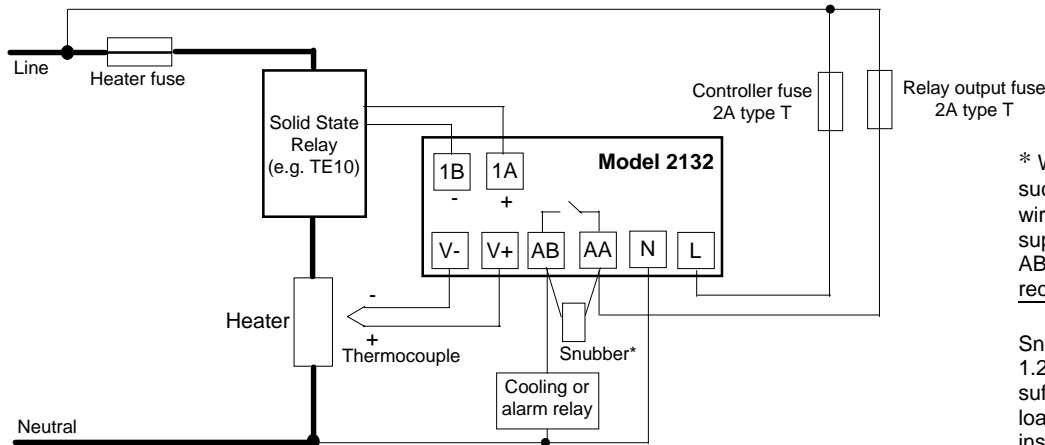 Line
Heater fuse
Solid State
Relay
(e.g. TE10)
Controller fuse
2A type T
Relay output fuse
2A type T
Model 2132
1B
1A
-
+
V-
V+
AB
AA
N
L
-
+
Heater
Thermocouple
Snubber*
Cooling or
alarm relay
Neutral
* W
suc
wir
sup
AB
rec
Sn
1.2
suf
loa
ins